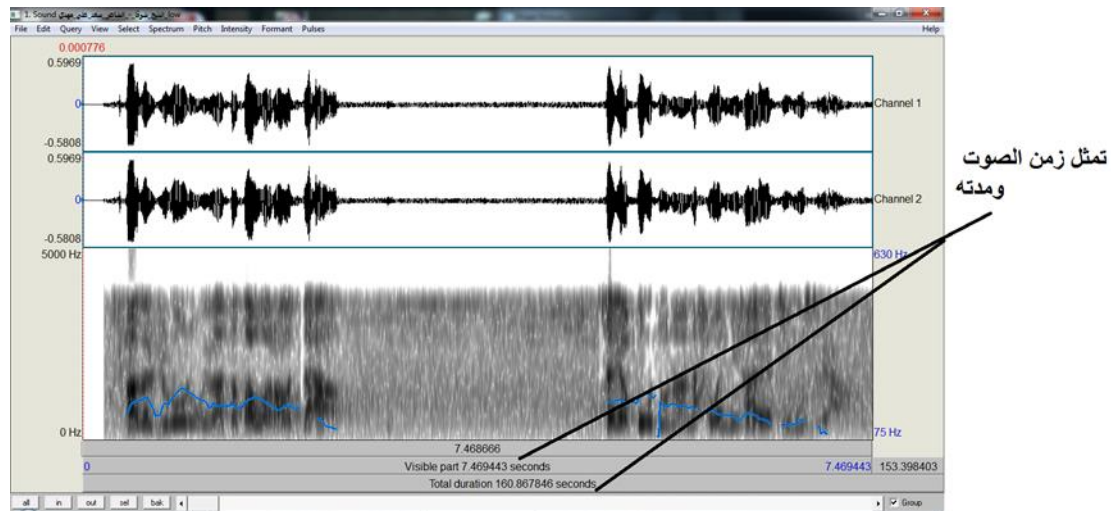 1. Sound
low
File Edit Query View Select Spectrum Pitch Intensity Formant Pulses
Help
0.000776
0.5969
0
-0.5808
Channel 1
0.5969
0
-0.5808
Channel 2
تمثل زمن الصوت
ومدته
5000 Hz
630 Hz
0 Hz
75 Hz
7.468666
0
Visible part 7.469443 seconds
7.469443
153.398403
Total duration 160.867846 seconds
all in out sel bak
Group